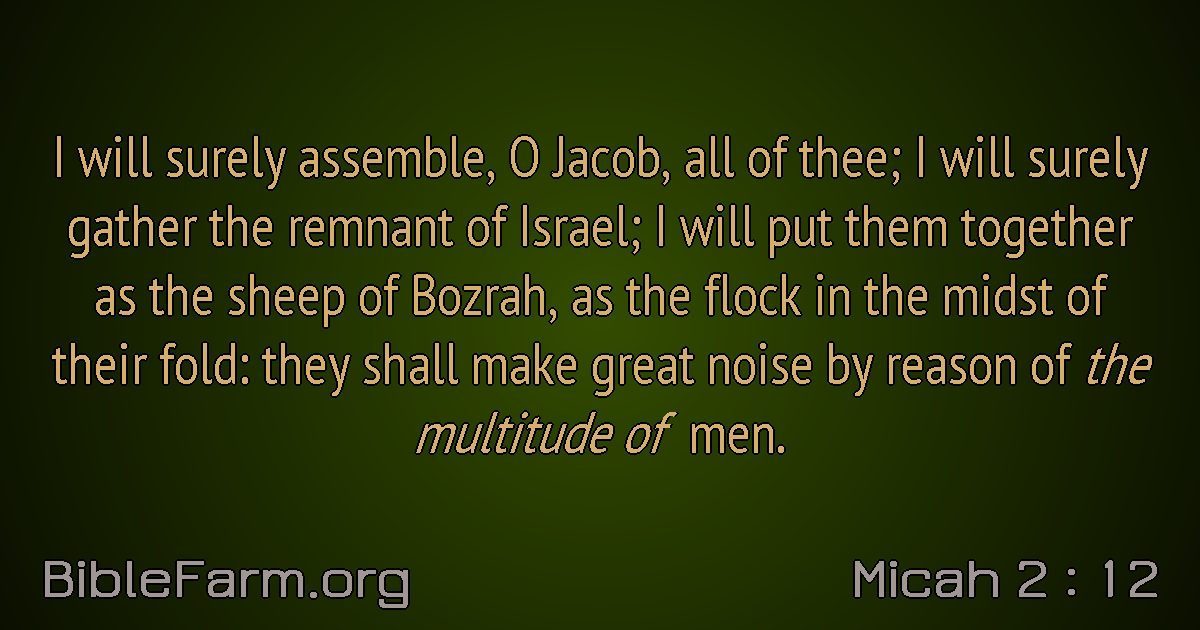 I will surely assemble, O Jacob, all of thee; I will surely
gather the remnant of Israel; I will put them together
as the sheep of Bozrah, as the flock in the midst of
their fold: they shall make great noise by reason of the
multitude of men.
BibleFarm.org
Micah 2 : 12